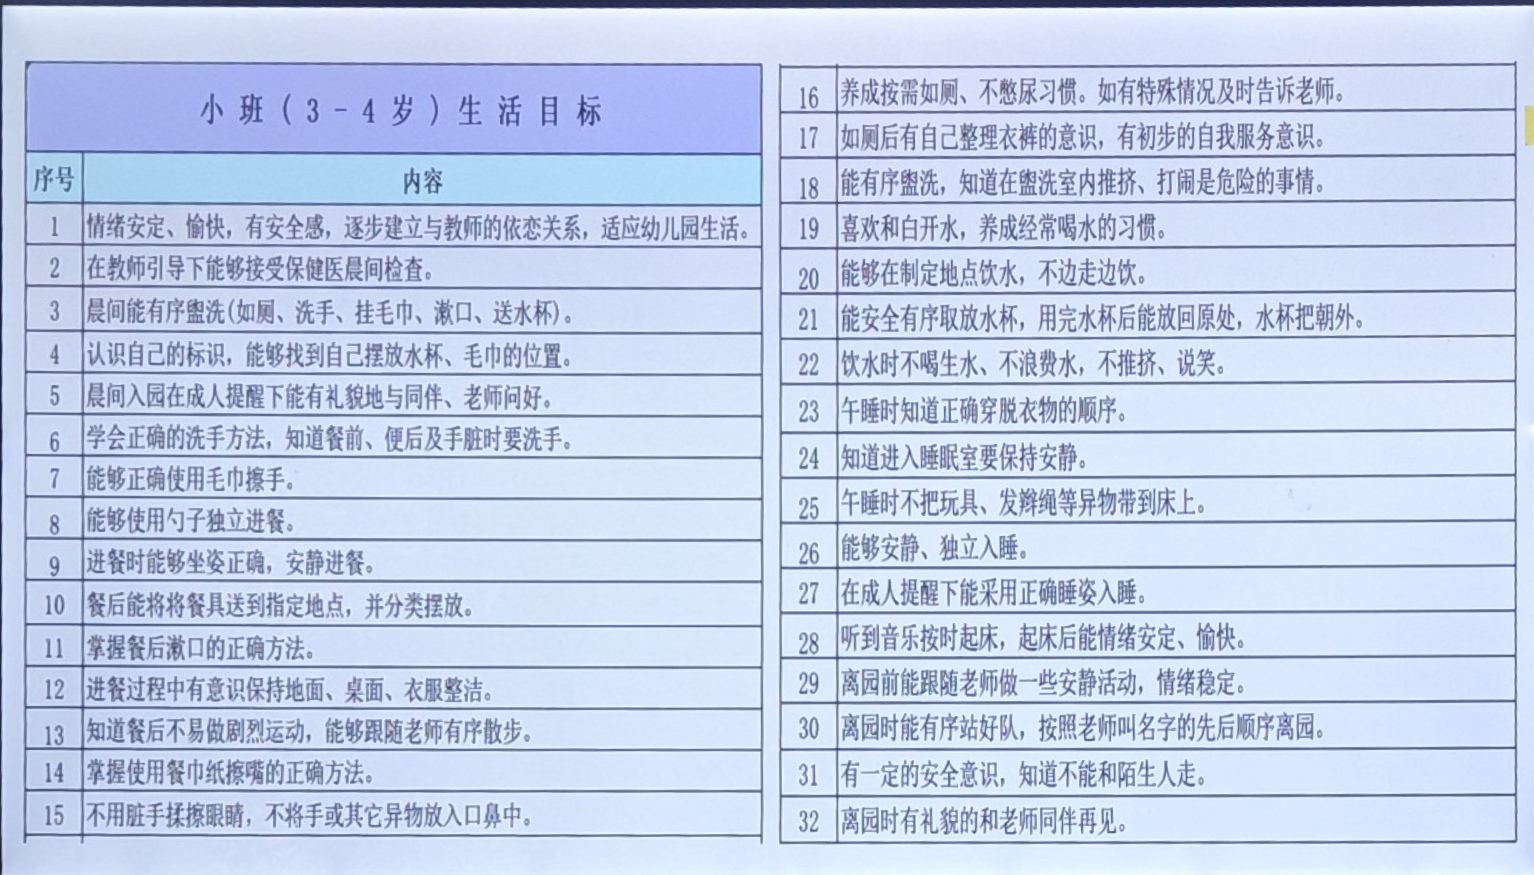 小班(3-4岁)生活目标
序号 内容
1 情绪安定、愉快，有安全感，逐步建立与教师的依恋关系，适应幼儿园生活。
2 在教师引导下能够接受保健医晨间检查。
3 晨间能有序盥洗(如厕、洗手、挂毛巾、漱口、送水杯)。
4 认识自己的标识，能够找到自己摆放水杯、毛巾的位置。
5 晨间入园在成人提醒下能有礼貌地与同伴、老师问好。
6 学会正确的洗手方法，知道餐前、便后及手脏时要洗手。
7 能够正确使用毛巾擦手。
8 能够使用勺子独立进餐。
9 进餐时能够坐姿正确，安静进餐。
10 餐后能将将餐具送到指定地点，并分类摆放。
11 掌握餐后漱口的正确方法。
12 进餐过程中有意识保持地面、桌面、衣服整洁。
13 知道餐后不易做剧烈运动，能够跟随老师有序散步。
14 掌握使用餐巾纸擦嘴的正确方法。
15 不用脏手揉擦眼睛，不将手或其它异物放入口鼻中。
16 养成按需如厕、不憋尿习惯。如有特殊情况及时告诉老师。
17 如厕后有自己整理衣裤的意识，有初步的自我服务意识。
18 能有序盥洗，知道在盥洗室内推挤、打闹是危险的事情。
19 喜欢和白开水，养成经常喝水的习惯。
20 能够在制定地点饮水，不边走边饮。
21 能安全有序取放水杯，用完水杯后能放回原处，水杯把朝外。
22 饮水时不喝生水、不浪费水，不推挤、说笑。
23 午睡时知道正确穿脱衣物的顺序。
24 知道进入睡眠室要保持安静。
25 午睡时不把玩具、发辫绳等异物带到床上。
26 能够安静、独立入睡。
27 在成人提醒下能采用正确睡姿入睡。
28 听到音乐按时起床，起床后能情绪安定、愉快。
29 离园前能跟随老师做一些安静活动，情绪稳定。
30 离园时能有序站好队，按照老师叫名字的先后顺序离园。
31 有一定的安全意识，知道不能和陌生人走。
32 离园时有礼貌的和老师同伴再见。